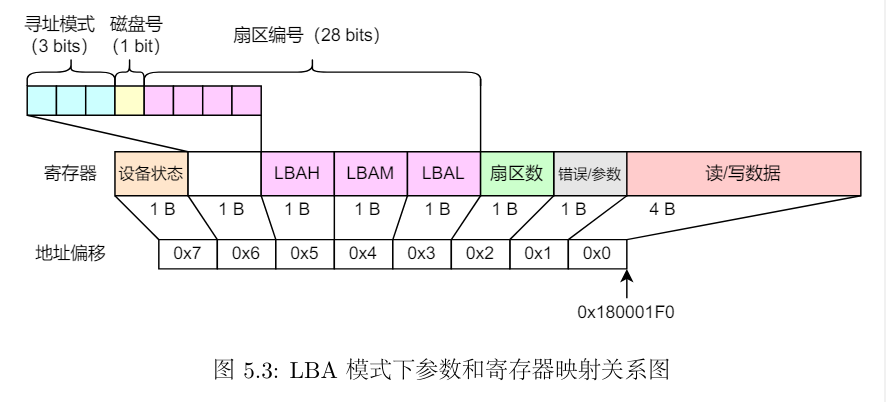 寻址模式 磁盘号 扇区编号（28 bits）
（3 bits）（1 bit）
寄存器 设备状态 LBAH LBAM LBAL 扇区数 错误/参数 读/写数据
1 B 1 B 1 B 1 B 1 B 1 B 1 B 4 B
地址偏移 0x7 0x6 0x5 0x4 0x3 0x2 0x1 0x0
0x180001F0
图 5.3: LBA 模式下参数和寄存器映射关系图